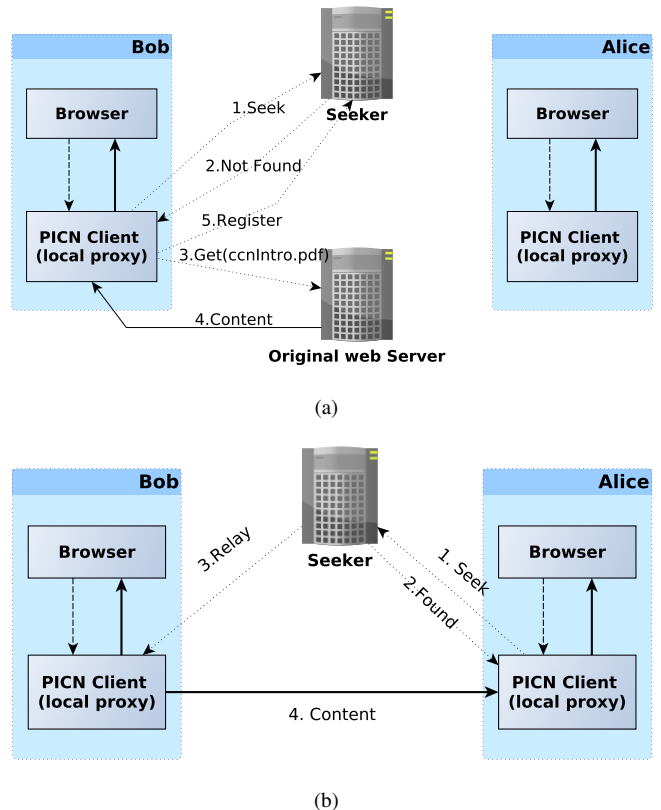 Bob
Alice
Browser
Browser
1.Seek
Seeker
2.Not Found
5.Register
PICN Client
(local proxy)
PICN Client
(local proxy)
3.Get(ccnIntro.pdf)
4.Content
Original web Server
(a)
Bob
Alice
Browser
Browser
3.Relay
Seeker
1. Seek
2.Found
PICN Client
(local proxy)
PICN Client
(local proxy)
4. Content
(b)